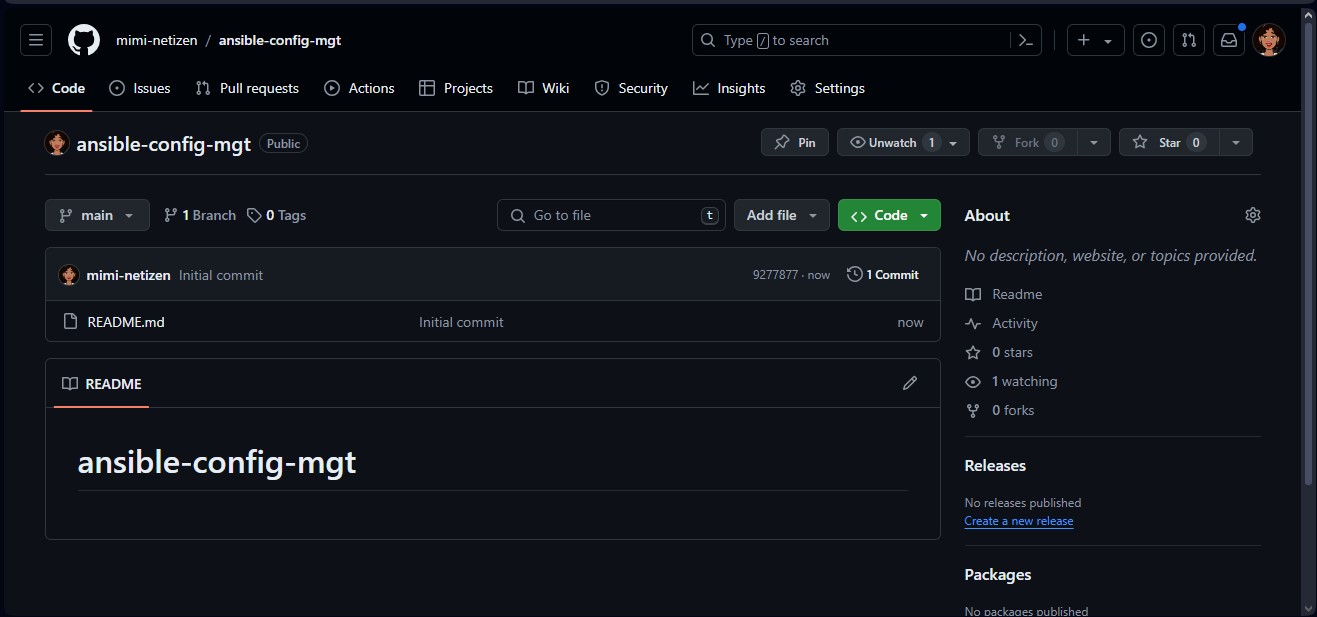 mimi-netizen / ansible-config-mgt
Type / to search
Code Issues Pull requests Actions Projects Wiki Security Insights Settings
ansible-config-mgt Public
Pin Unwatch 1 Fork 0 Star 0
main 1 Branch 0 Tags
Go to file t Add file Code
mimi-netizen Initial commit 9277877 · now 1 Commit
README.md Initial commit now
README
ansible-config-mgt
About
No description, website, or topics provided.
Readme
Activity
0 stars
1 watching
0 forks
Releases
No releases published
Create a new release
Packages
No packages published